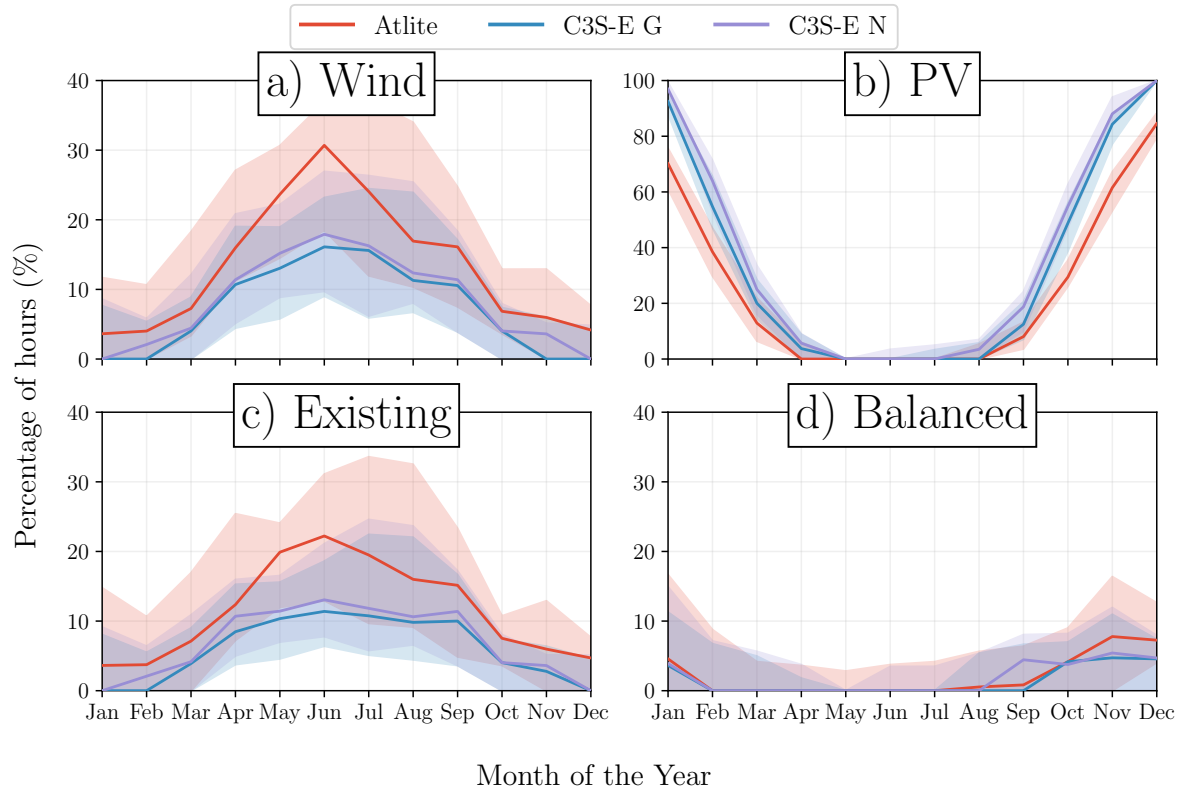 Atlite C3S-E G C3S-E N
a) Wind
b) PV
40
30
20
10
0
100
80
60
40
20
0
c) Existing
d) Balanced
40
30
20
10
0
40
30
20
10
0
Jan Feb Mar Apr May Jun Jul Aug Sep Oct Nov Dec
Jan Feb Mar Apr May Jun Jul Aug Sep Oct Nov Dec
Percentage of hours (%)
Month of the Year